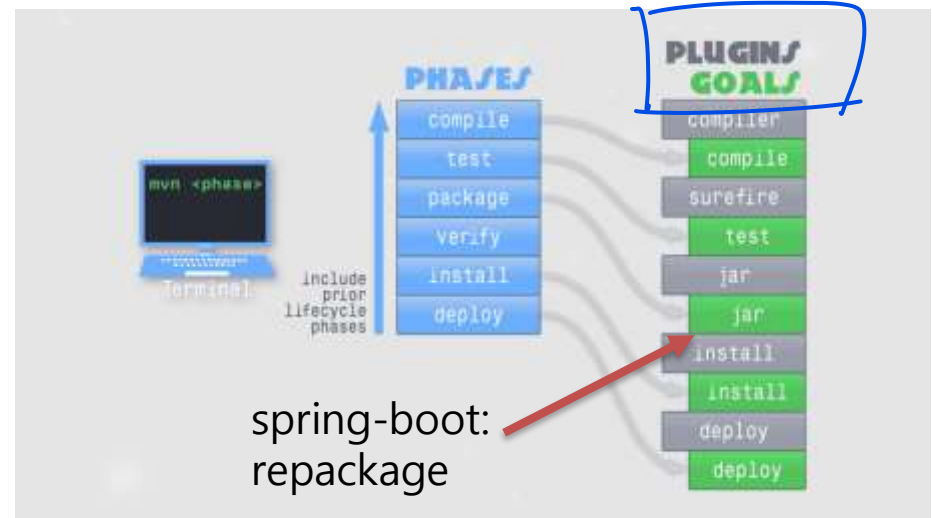 PHASES
compile
test
package
verify
install
deploy
mvn <phase>
Terminal
include
prior
lifecycle
phases
PLUGINS
GOALS
compiler
compile
surefire
test
jar
jar
install
install
deploy
deploy
spring-boot:
repackage